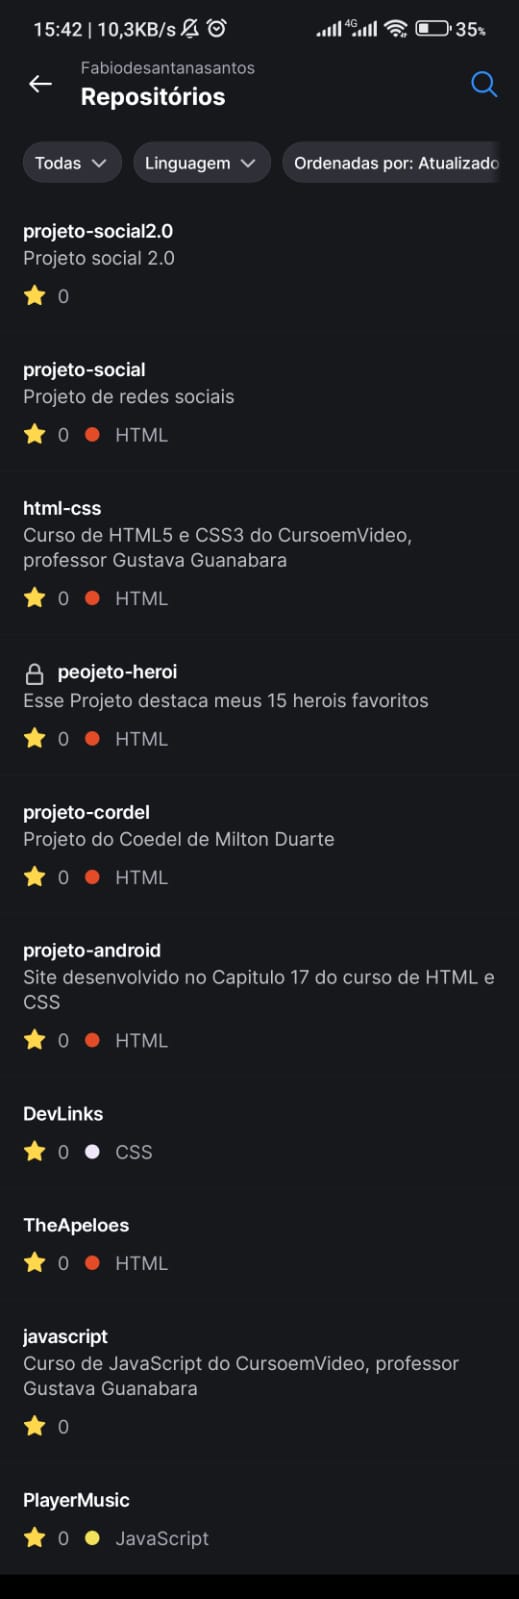 15:42 | 10,3KB/s 4G 35%
Fabiodesantanasantos
Repositórios
Todas Linguagem Ordenadas por: Atualizado
projeto-social2.0
Projeto social 2.0
0
projeto-social
Projeto de redes sociais
0 HTML
html-css
Curso de HTML5 e CSS3 do CursoemVideo,
professor Gustava Guanabara
0 HTML
peojeto-heroi
Esse Projeto destaca meus 15 herois favoritos
0 HTML
projeto-cordel
Projeto do Coedel de Milton Duarte
0 HTML
projeto-android
Site desenvolvido no Capitulo 17 do curso de HTML e
CSS
0 HTML
DevLinks
0 CSS
TheApeloes
0 HTML
javascript
Curso de JavaScript do CursoemVideo, professor
Gustava Guanabara
0
PlayerMusic
0 JavaScript